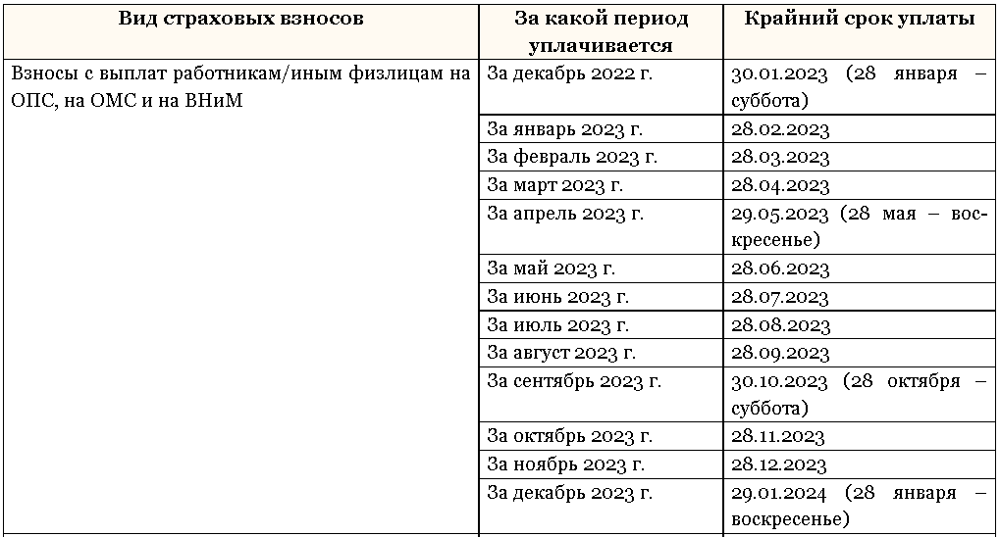 Вид страховых взносов
За какой период
уплачивается
Крайний срок уплаты
Взносы с выплат работникам/иным физлицам на
ОПС, на ОМС и на ВНиМ
За декабрь 2022 г.
30.01.2023 (28 января –
суббота)
За январь 2023 г.
28.02.2023
За февраль 2023 г.
28.03.2023
За март 2023 г.
28.04.2023
За апрель 2023 г.
29.05.2023 (28 мая – вос-
кресенье)
За май 2023 г.
28.06.2023
За июнь 2023 г.
28.07.2023
За июль 2023 г.
28.08.2023
За август 2023 г.
28.09.2023
За сентябрь 2023 г.
30.10.2023 (28 октября –
суббота)
За октябрь 2023 г.
28.11.2023
За ноябрь 2023 г.
28.12.2023
За декабрь 2023 г.
29.01.2024 (28 января –
воскресенье)